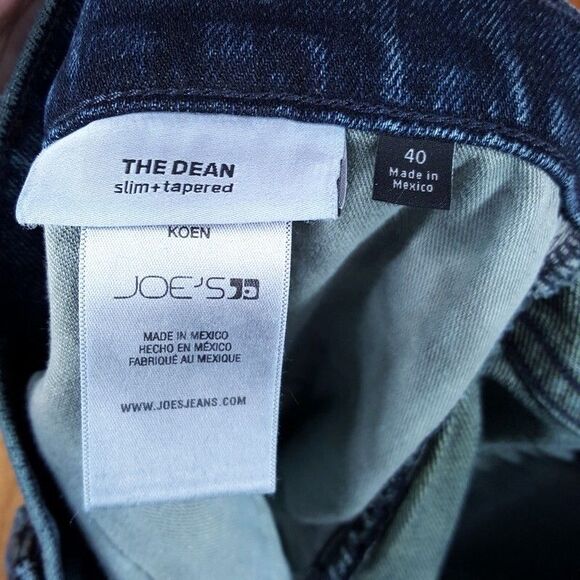 THE DEAN
slim+tapered
40
Made in
Mexico
KOEN
JOE'S
MADE IN MEXICO
HECHO EN MÉXICO
FABRIQUÉ AU MEXIQUE
WWW.JOESJEANS.COM